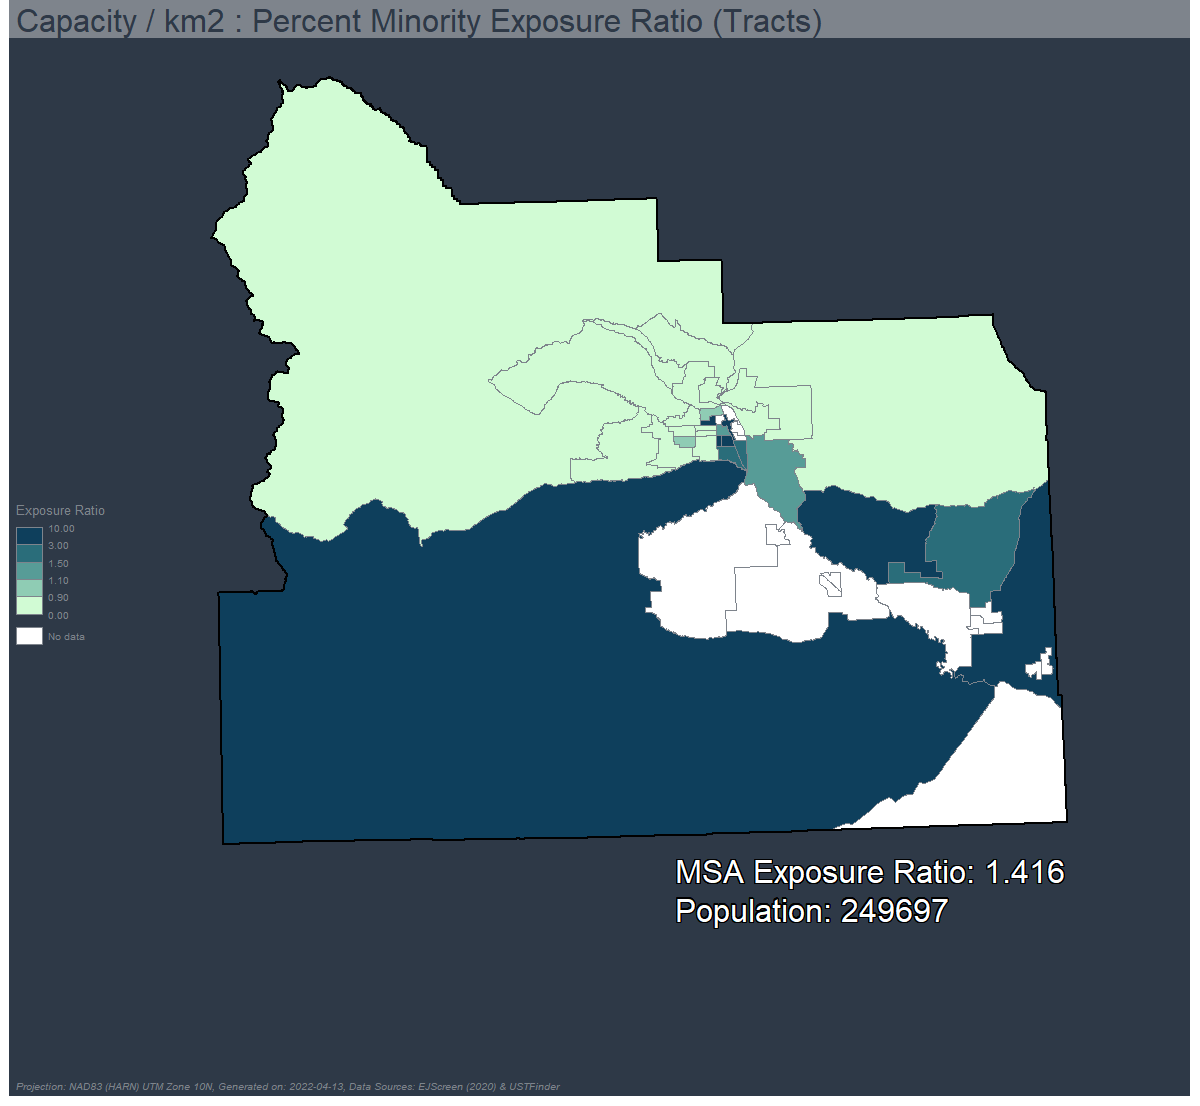 Capacity / km2 : Percent Minority Exposure Ratio (Tracts)
Exposure Ratio
10.00
3.00
1.50
1.10
0.90
0.00
No data
MSA Exposure Ratio: 1.416
Population: 249697
Projection: NAD83 (HARN) UTM Zone 10N, Generated on: 2022-04-13, Data Sources: EJScreen (2020) & USTFinder